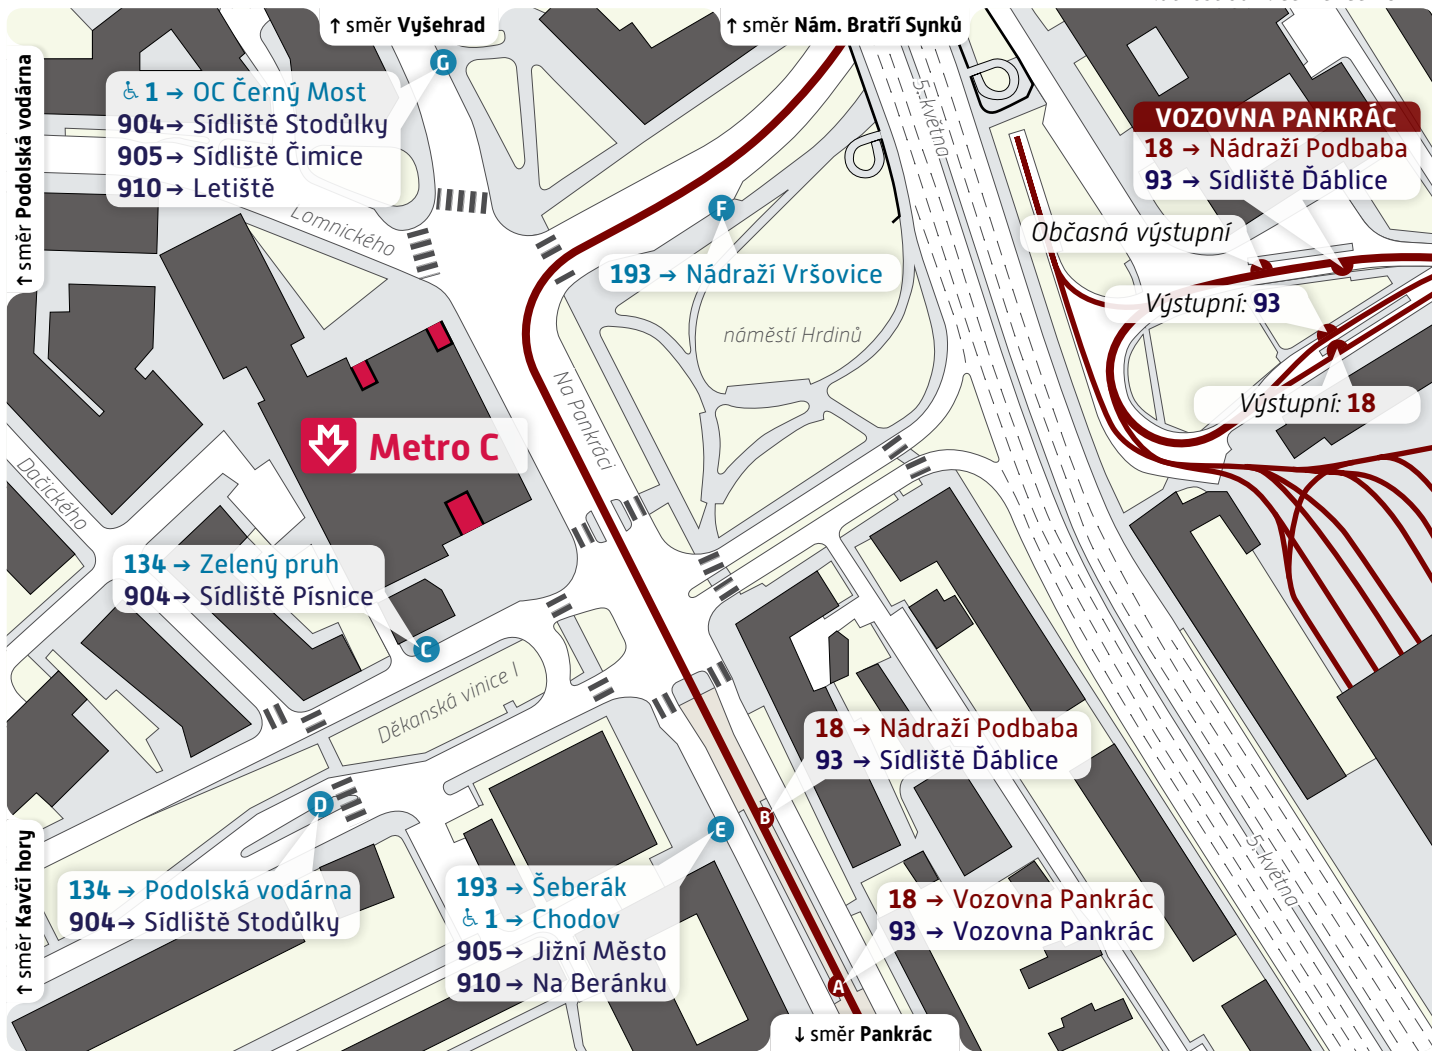 ↑ směr Vyšehrad
↑ směr Nám. Bratří Synků
↑ směr Podolská vodárna
G
♿ 1 → OC Černý Most
904 → Sídliště Stodůlky
905 → Sídliště Čimice
910 → Letiště
5. května
VOZOVNA PANKRÁC
18 → Nádraží Podbaba
93 → Sídliště Ďáblice
Lomnického
F
193 → Nádraží Vršovice
Občasná výstupní
Výstupní: 93
náměstí Hrdinů
Výstupní: 18
Na Pankráci
Metro C
Dačického
134 → Zelený pruh
904 → Sídliště Písnice
C
Děkanská vinice I
18 → Nádraží Podbaba
93 → Sídliště Ďáblice
D
B
E
↑ směr Kavčí hory
134 → Podolská vodárna
904 → Sídliště Stodůlky
193 → Šeberák
♿ 1 → Chodov
905 → Jižní Město
910 → Na Beránku
18 → Vozovna Pankrác
93 → Vozovna Pankrác
5. května
A
↓ směr Pankrác